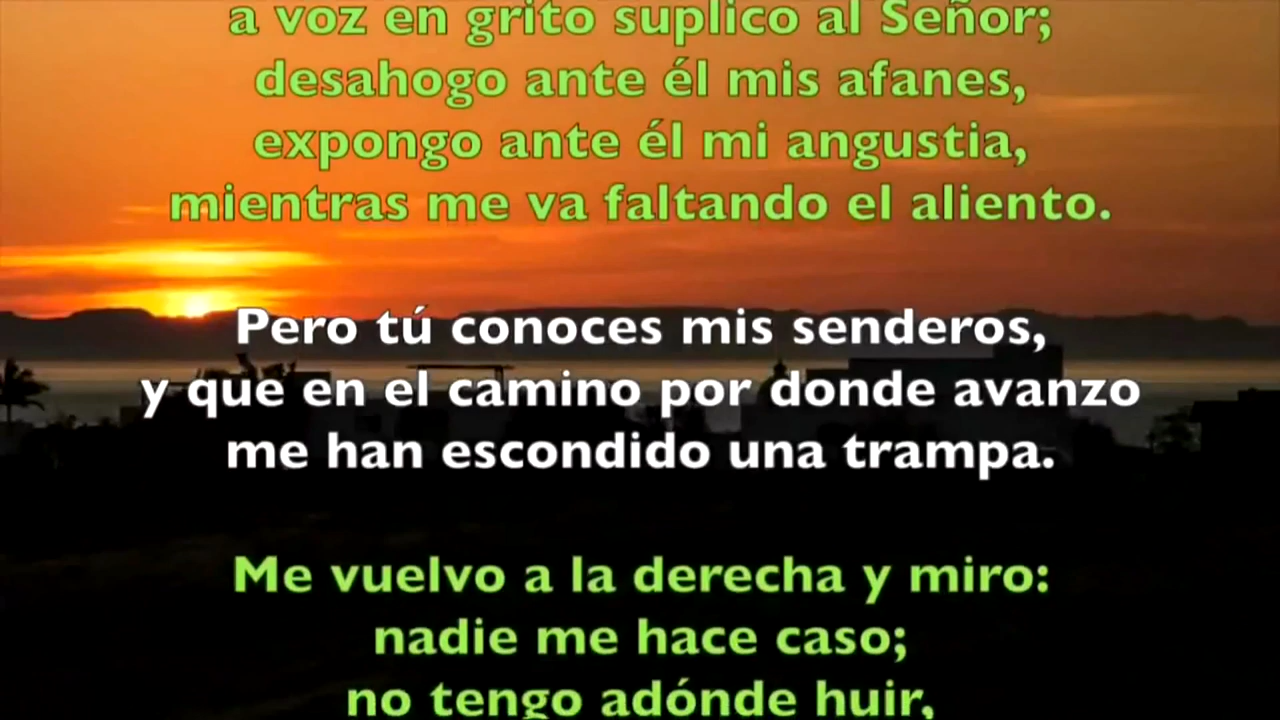 a voz en grito suplico al Señor;
desahogo ante él mis afanes,
expongo ante él mi angustia,
mientras me va faltando el aliento.
Pero tú conoces mis senderos,
y que en el camino por donde avanzo
me han escondido una trampa.
Me vuelvo a la derecha y miro:
nadie me hace caso;
no tengo adónde huir,